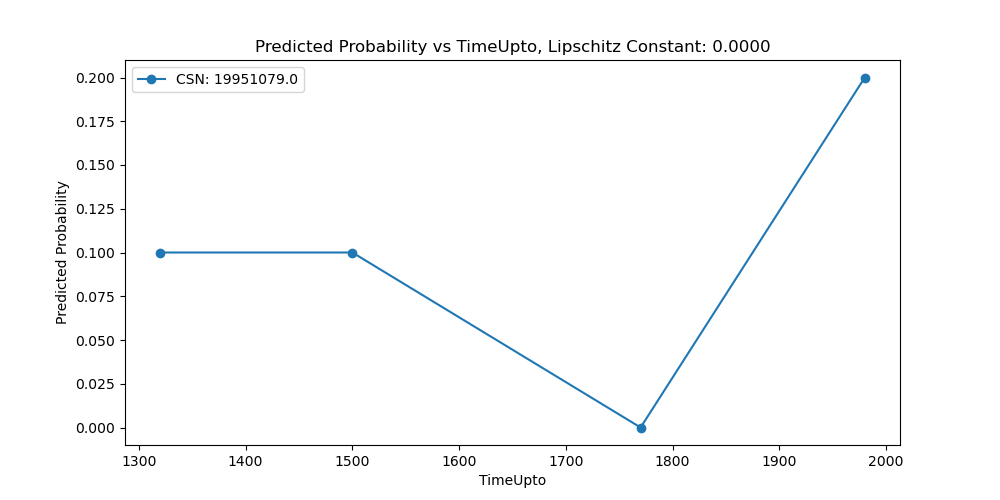 Predicted Probability vs TimeUpto, Lipschitz Constant: 0.0000
CSN: 19951079.0
Predicted Probability
0.200
0.175
0.150
0.125
0.100
0.075
0.050
0.025
0.000
1300 1400 1500 1600 1700 1800 1900 2000
TimeUpto